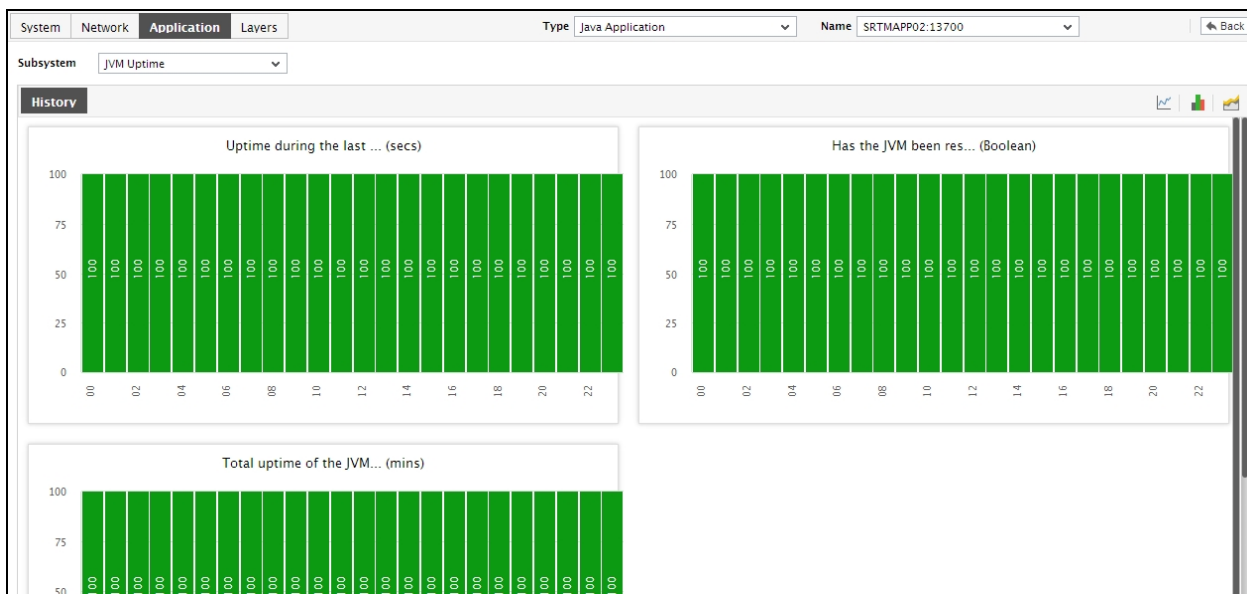 System Network Application Layers Type Java Application Name SRTMAPP02:13700 Back
Subsystem JVM Uptime
History
Uptime during the last ... (secs)
100
75
50
25
0
100 100 100 100 100 100 100 100 100 100 100 100 100 100 100 100 100 100 100 100 100 100 100 100
00 02 04 06 08 10 12 14 16 18 20 22
Has the JVM been res... (Boolean)
100
75
50
25
0
100 100 100 100 100 100 100 100 100 100 100 100 100 100 100 100 100 100 100 100 100 100 100 100
00 02 04 06 08 10 12 14 16 18 20 22
Total uptime of the JVM... (mins)
100
75
50